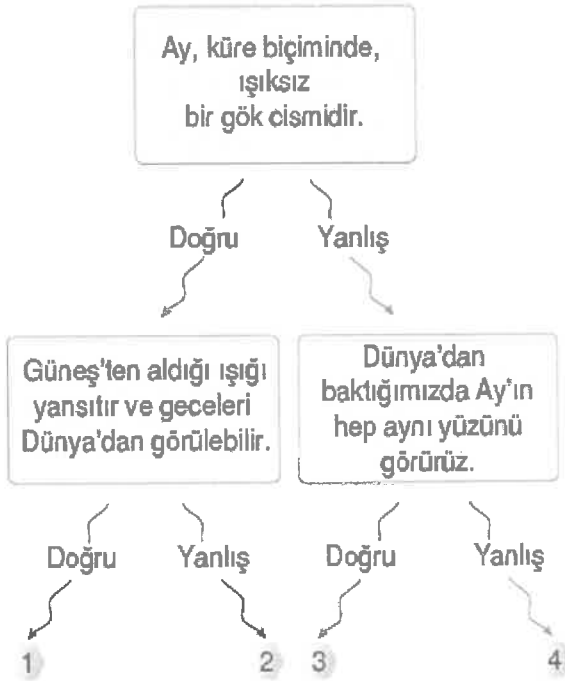 Ay, küre biçiminde,
ışıksız
bir gök cismidir.
Doğru
Yanlış
Güneş'ten aldığı ışığı
yansıtır ve geceleri
Dünya'dan görülebilir.
Dünya'dan
baktığımızda Ay'ın
hep aynı yüzünü
görürüz.
Doğru
Yanlış
Doğru
Yanlış
1
2
3
4